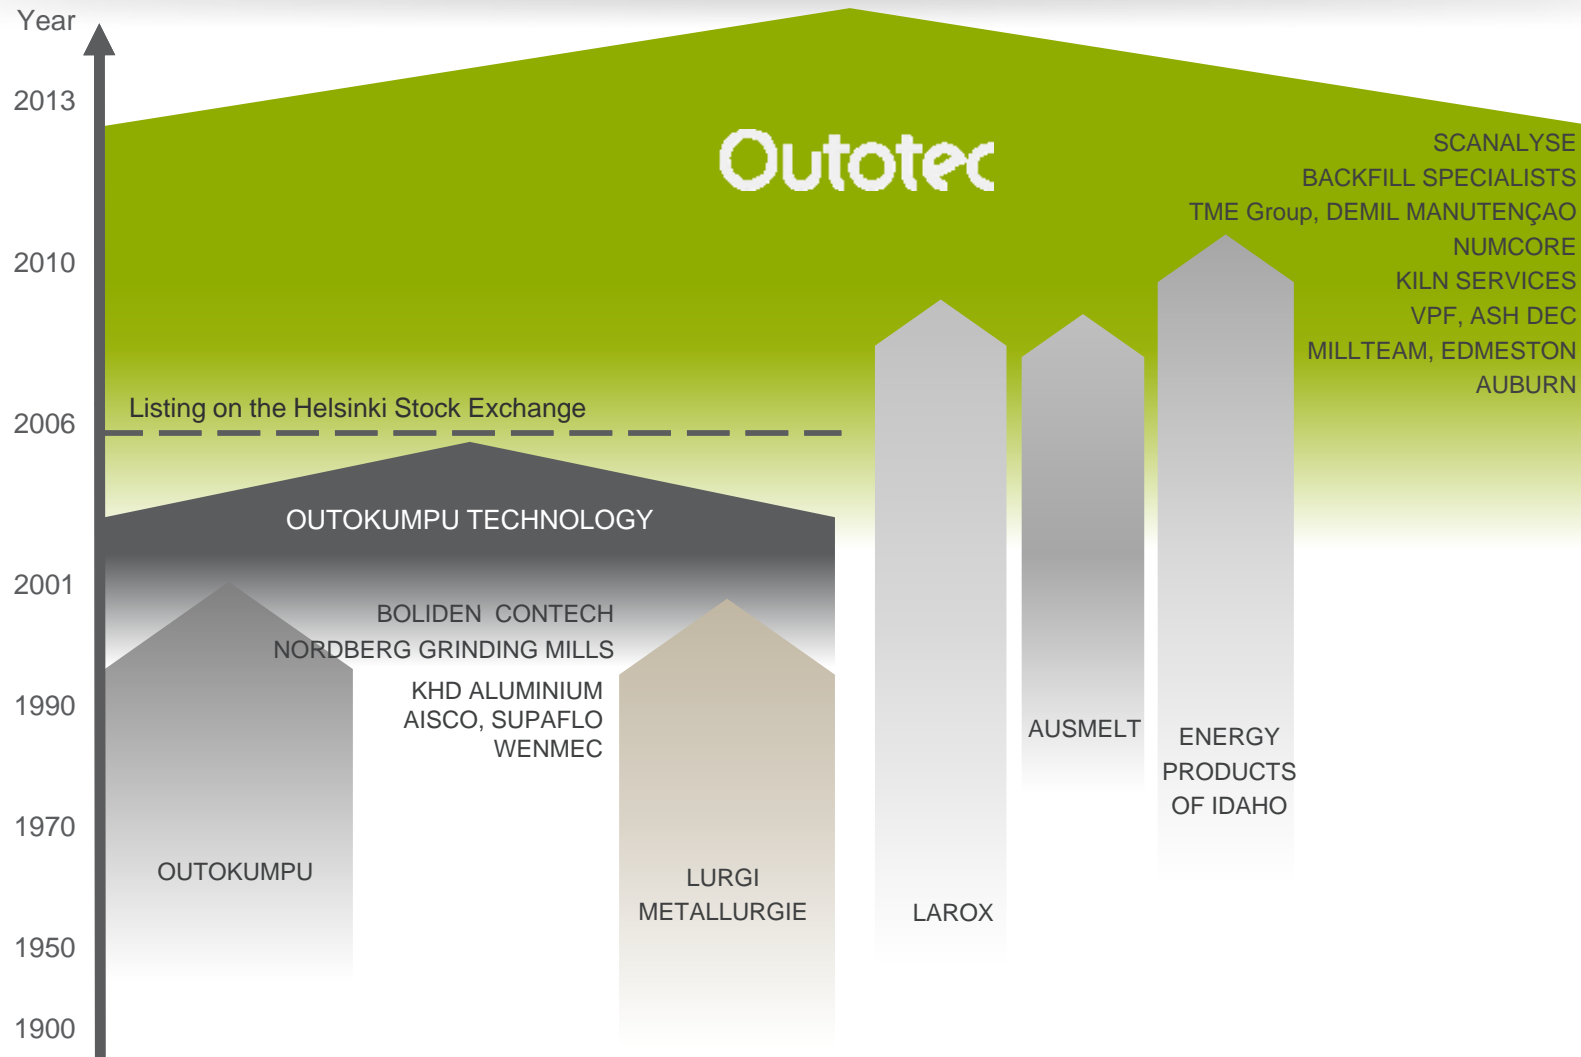 Year
2013
2010
2006
2001
1990
1970
1950
1900
Outotec
SCANALYSE
BACKFILL SPECIALISTS
TME Group, DEMIL MANUTENÇAO
NUMCORE
KILN SERVICES
VPF, ASH DEC
MILLTEAM, EDMESTON
AUBURN
Listing on the Helsinki Stock Exchange
OUTOKUMPU TECHNOLOGY
BOLIDEN CONTECH
NORDBERG GRINDING MILLS
KHD ALUMINIUM
AISCO, SUPAFLO
WENMEC
OUTOKUMPU
LURGI
METALLURGIE
LAROX
AUSMELT
ENERGY
PRODUCTS
OF IDAHO